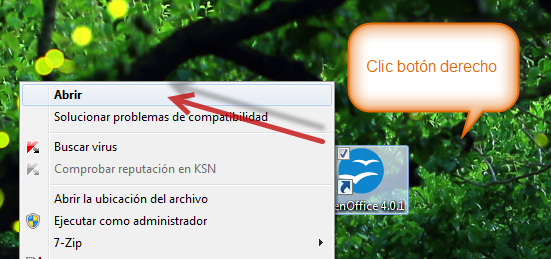 Clic botón derecho
Abrir
Solucionar problemas de compatibilidad
Buscar virus
Comprobar reputación en KSN
Abrir la ubicación del archivo
Ejecutar como administrador
7-Zip
enOffice 4.0.1